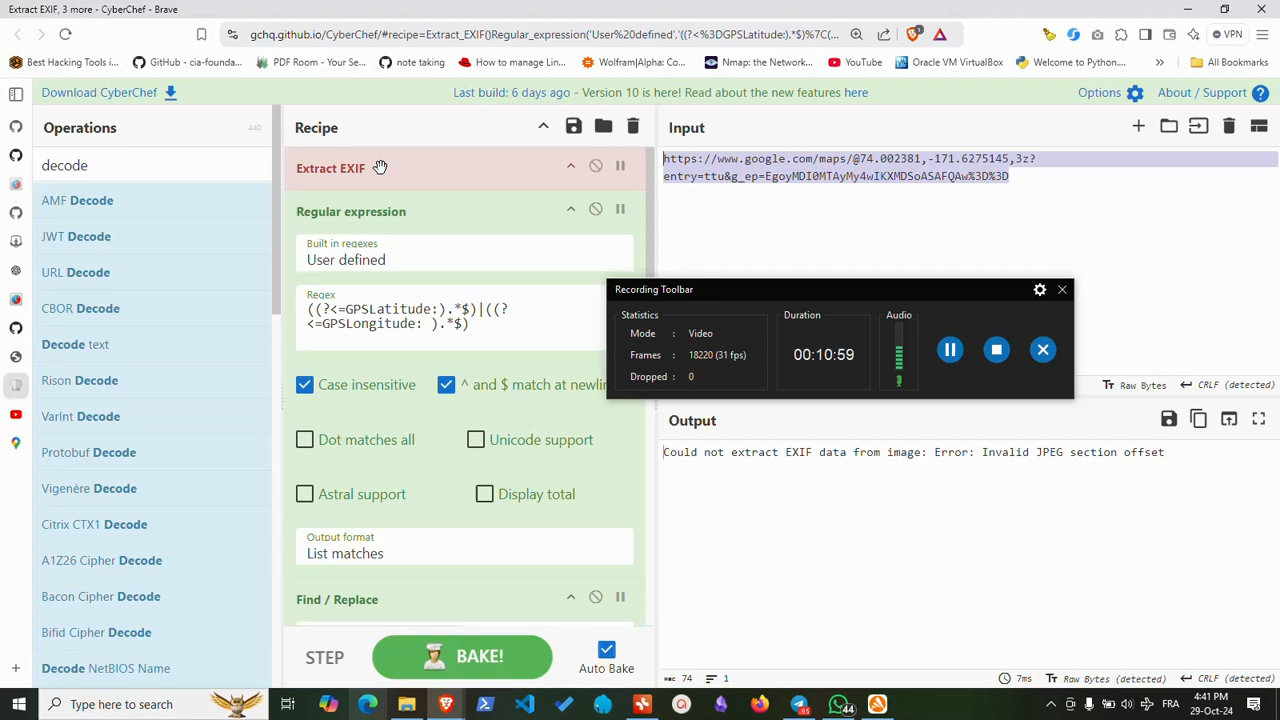 Extract EXIF, 3 more - CyberChef - Brave
gchq.github.io/CyberChef/#recipe=Extract_EXIF()Regular_expression('User%20defined','((?<%3DGPSLatitude:).*$)%7C(...
VPN
Best Hacking Tools i...
GitHub - cia-founda...
PDF Room - Your Se...
note taking
How to manage Lin...
Wolfram|Alpha: Co...
Nmap: the Network...
YouTube
Oracle VM VirtualBox
Welcome to Python....
»
All Bookmarks
Download CyberChef
Last build: 6 days ago - Version 10 is here! Read about the new features here
Options
About / Support
Operations
440
Recipe
Input
decode
AMF Decode
JWT Decode
URL Decode
CBOR Decode
Decode text
Rison Decode
VarInt Decode
Protobuf Decode
Vigenère Decode
Citrix CTX1 Decode
A1Z26 Cipher Decode
Bacon Cipher Decode
Bifid Cipher Decode
Decode NetBIOS Name
Extract EXIF
Regular expression
Built in regexes
User defined
Regex
((?<=GPSLatitude:).*$)|((?
<=GPSLongitude: ).*$)
Case insensitive
^ and $ match at newlin
Dot matches all
Unicode support
Astral support
Display total
Output format
List matches
Find / Replace
STEP
BAKE!
Auto Bake
https://www.google.com/maps/@74.002381,-171.6275145,3z?
entry=ttu&g_ep=EgoyMDI0MTAyMy4wIKXMDSoASAFQAw%3D%3D
Recording Toolbar
Statistics
Mode : Video
Frames : 18220 (31 fps)
Dropped : 0
Duration
00:10:59
Audio
Raw Bytes
CRLF (detected)
Output
Could not extract EXIF data from image: Error: Invalid JPEG section offset
74
1
7ms
Raw Bytes (detected)
CRLF (detected)
Type here to search
95
44
FRA
4:41 PM
29-Oct-24